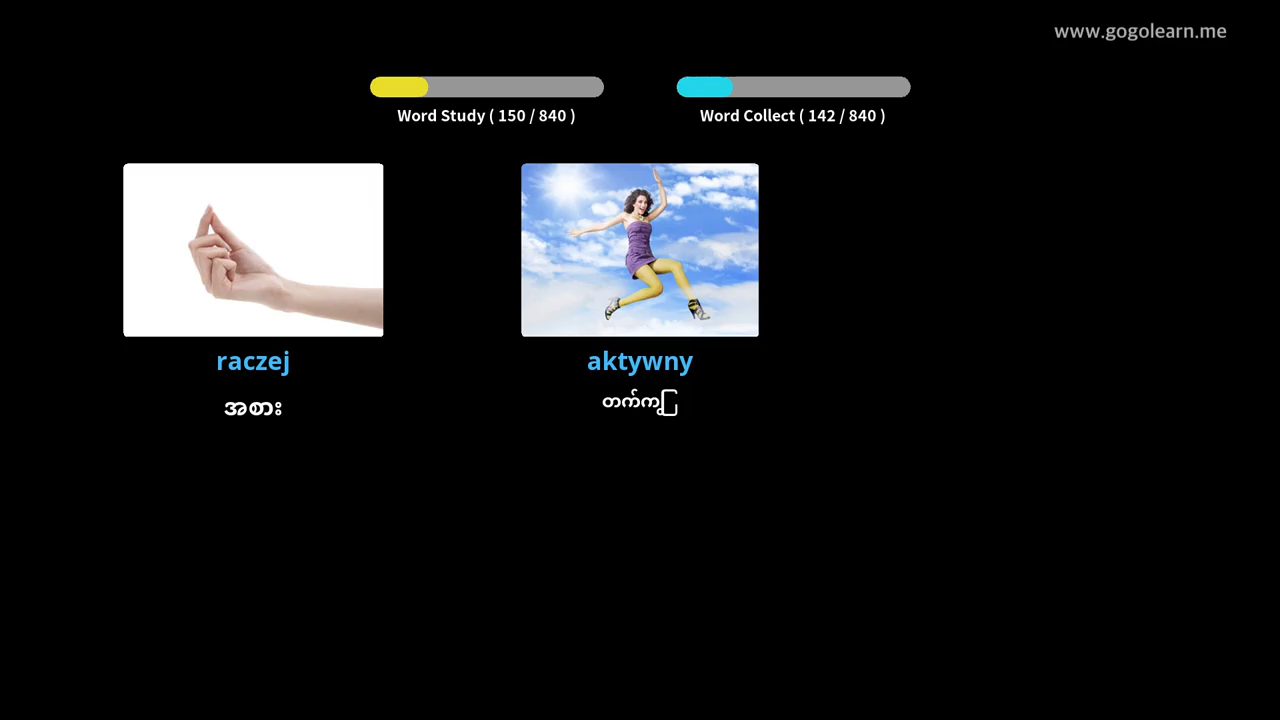 www.gogolearn.me
Word Study ( 150 / 840 )
Word Collect ( 142 / 840 )
raczej
aktywny
အစား
တက်ကြွ